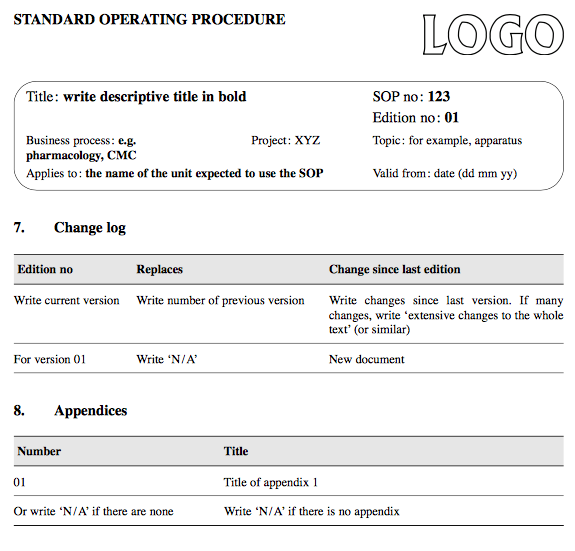 STANDARD OPERATING PROCEDURE
LOGO
Title: write descriptive title in bold
SOP no: 123
Edition no: 01
Business process: e.g.
pharmacology, CMC
Project: XYZ
Topic: for example, apparatus
Applies to: the name of the unit expected to use the SOP
Valid from: date (dd mm yy)
7. Change log
Edition no Replaces Change since last edition
Write current version Write number of previous version Write changes since last version. If many
changes, write ‘extensive changes to the whole
text’ (or similar)
For version 01 Write ‘N/A’ New document
8. Appendices
Number Title
01 Title of appendix 1
Or write ‘N/A’ if there are none Write ‘N/A’ if there is no appendix